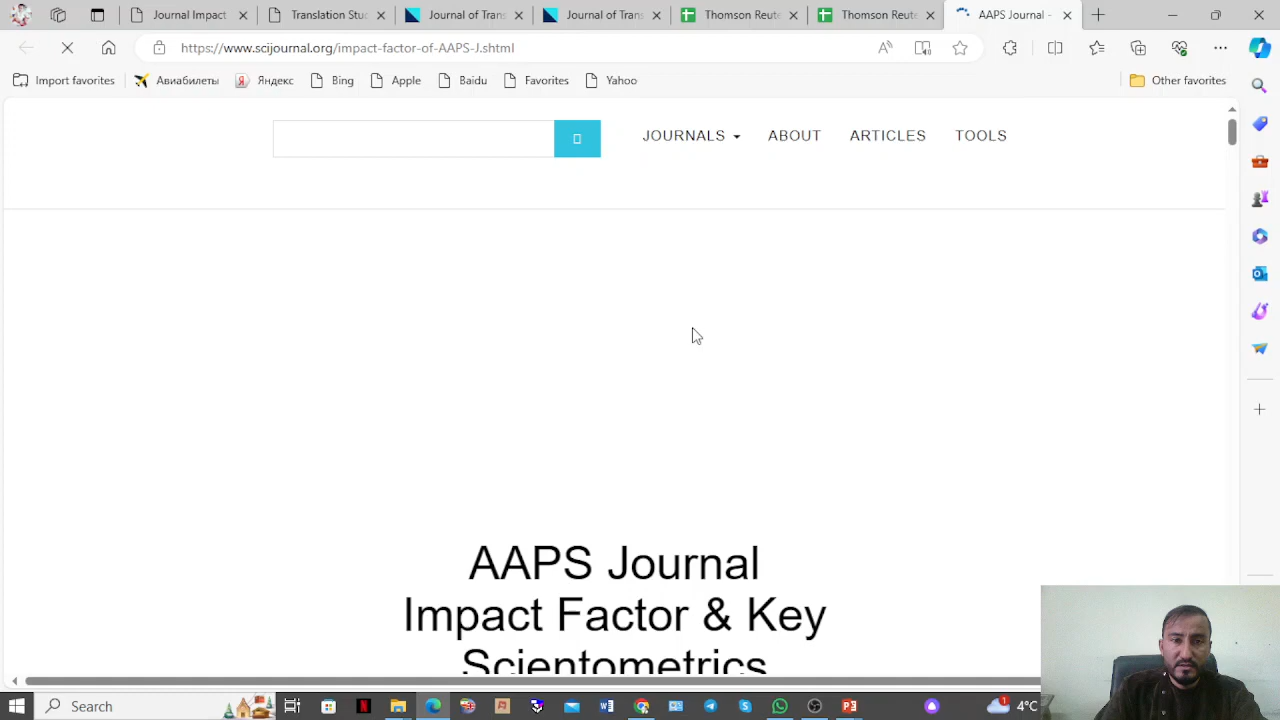 Journal Impact
Translation Stud
Journal of Trans
Journal of Trans
Thomson Reute
Thomson Reute
AAPS Journal -
https://www.scijournal.org/impact-factor-of-AAPS-J.shtml
Import favorites
Авиабилеты
Яндекс
Bing
Apple
Baidu
Favorites
Yahoo
Other favorites
JOURNALS
ABOUT
ARTICLES
TOOLS
AAPS Journal
Impact Factor & Key
Scientometrics
Search
1
4°C